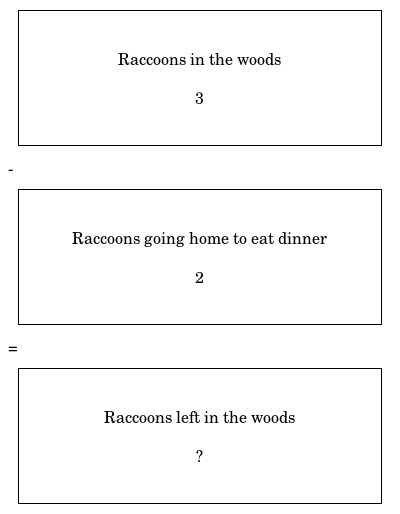 Raccoons in the woods
3
-
Raccoons going home to eat dinner
2
=
Raccoons left in the woods
?